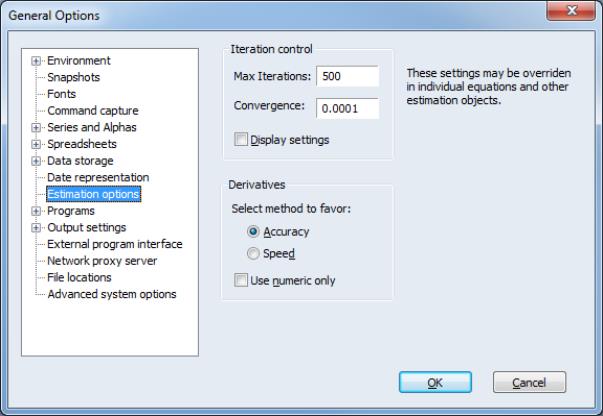 General Options
Environment
Snapshots
Fonts
Command capture
Series and Alphas
Spreadsheets
Data storage
Date representation
Estimation options
Programs
Output settings
External program interface
Network proxy server
File locations
Advanced system options
Iteration control
Max Iterations: 500
Convergence: 0.0001
Display settings
Derivatives
Select method to favor:
Accuracy
Speed
Use numeric only
These settings may be overriden
in individual equations and other
estimation objects.
OK
Cancel